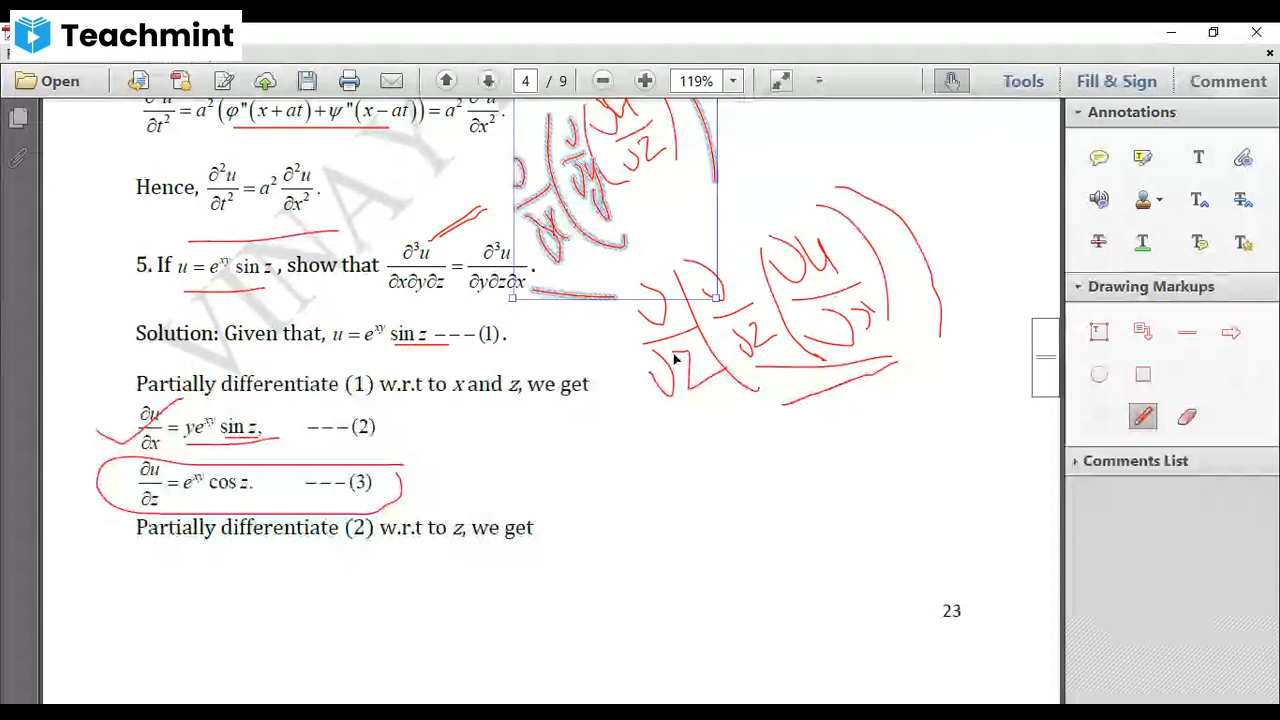 Teachmint
Open
4 / 9
119%
Tools
Fill & Sign
Comment
Annotations
∂²u/∂t² = a² (φ"(x + at) + ψ"(x − at)) = a² ∂²u/∂x².
Hence, ∂²u/∂t² = a² ∂²u/∂x².
5. If u = e^{xy} sin z, show that ∂³u/∂x∂y∂z = ∂³u/∂y∂z∂x.
Solution: Given that, u = e^{xy} sin z − − − (1).
Partially differentiate (1) w.r.t to x and z, we get
∂u/∂x = ye^{xy} sin z, − − − (2)
∂u/∂z = e^{xy} cos z. − − − (3)
Partially differentiate (2) w.r.t to z, we get
23
VINAY
Drawing Markups
Comments List